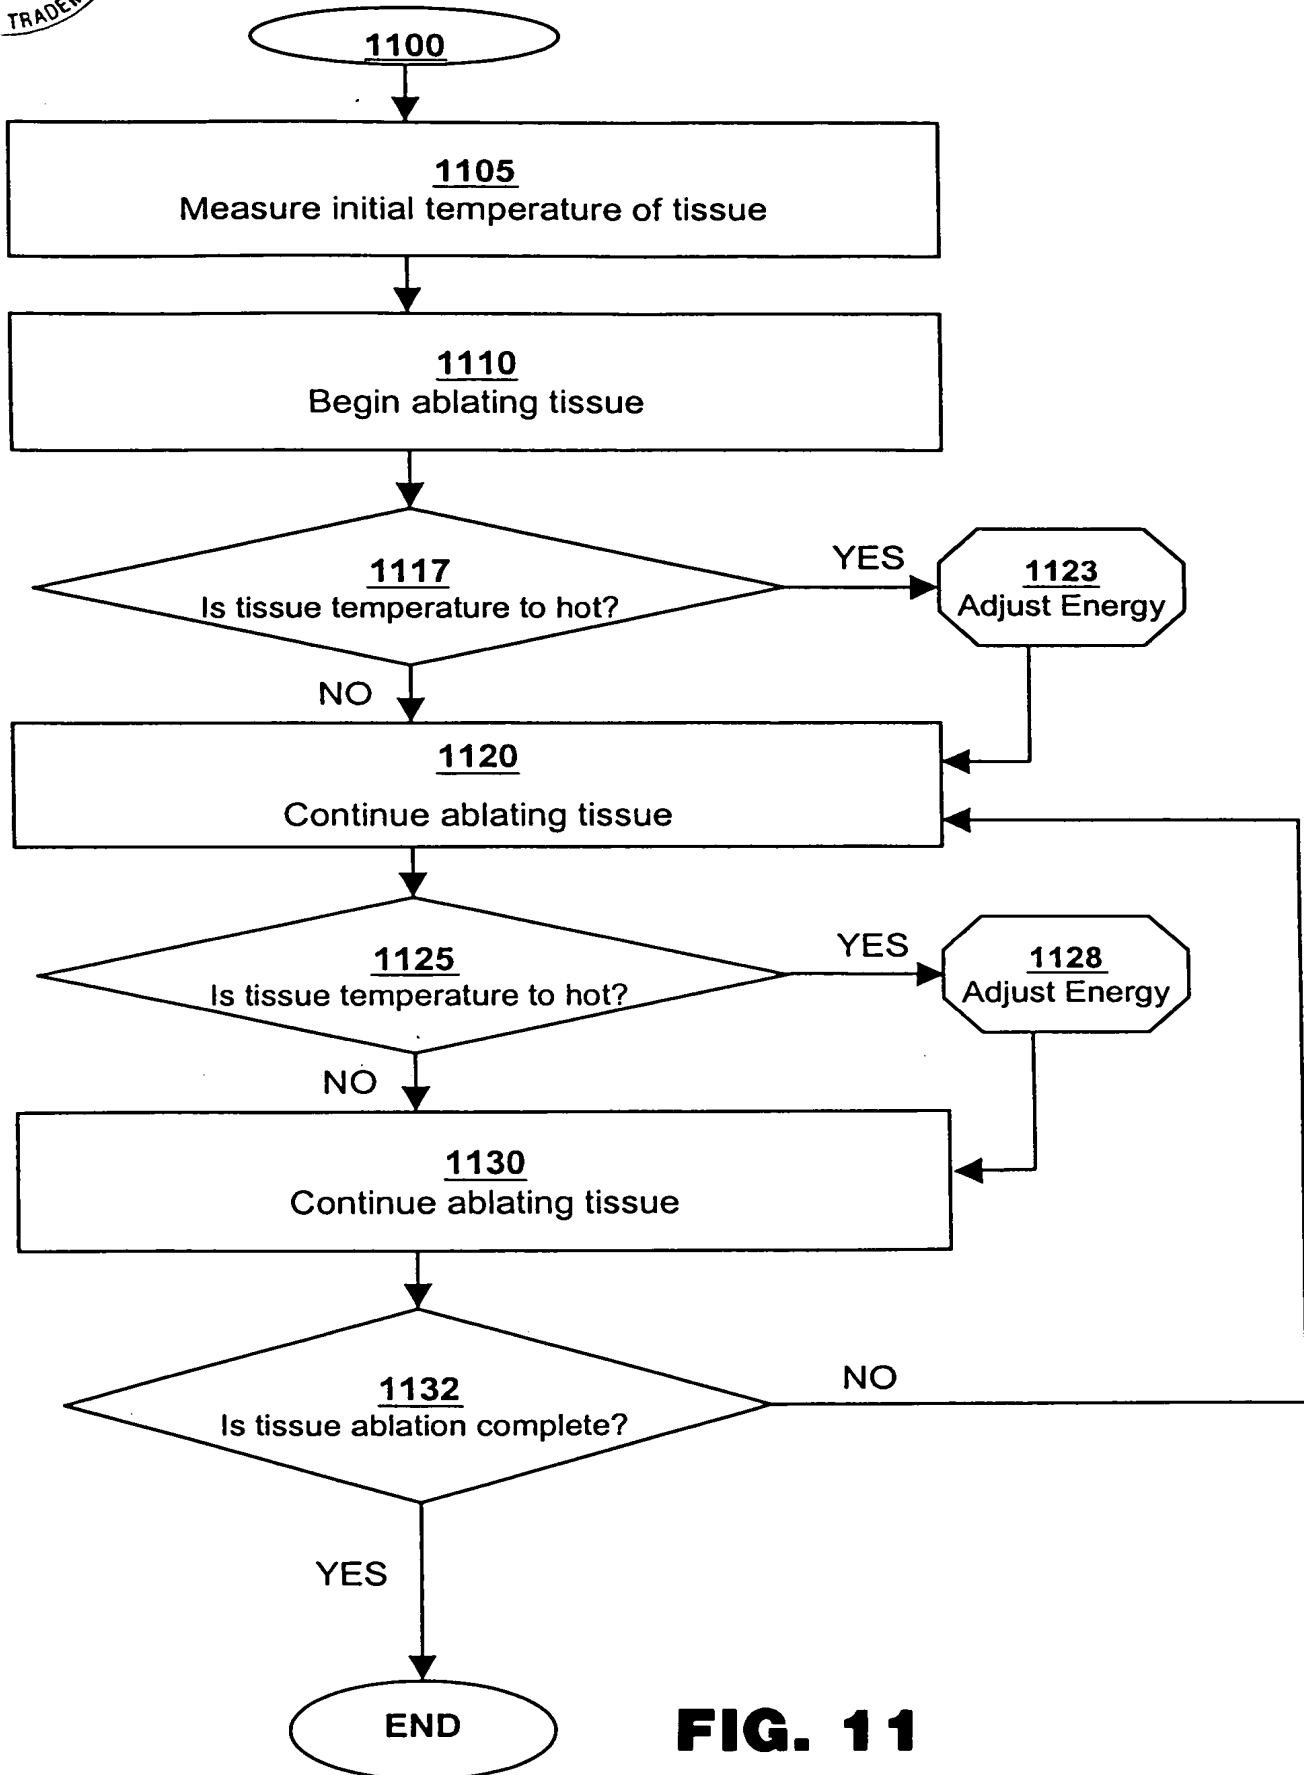 1100
1105
Measure initial temperature of tissue
1110
Begin ablating tissue
1117
Is tissue temperature to hot?
YES
1123
Adjust Energy
NO
1120
Continue ablating tissue
1125
Is tissue temperature to hot?
YES
1128
Adjust Energy
NO
1130
Continue ablating tissue
1132
Is tissue ablation complete?
NO
YES
END
FIG. 11